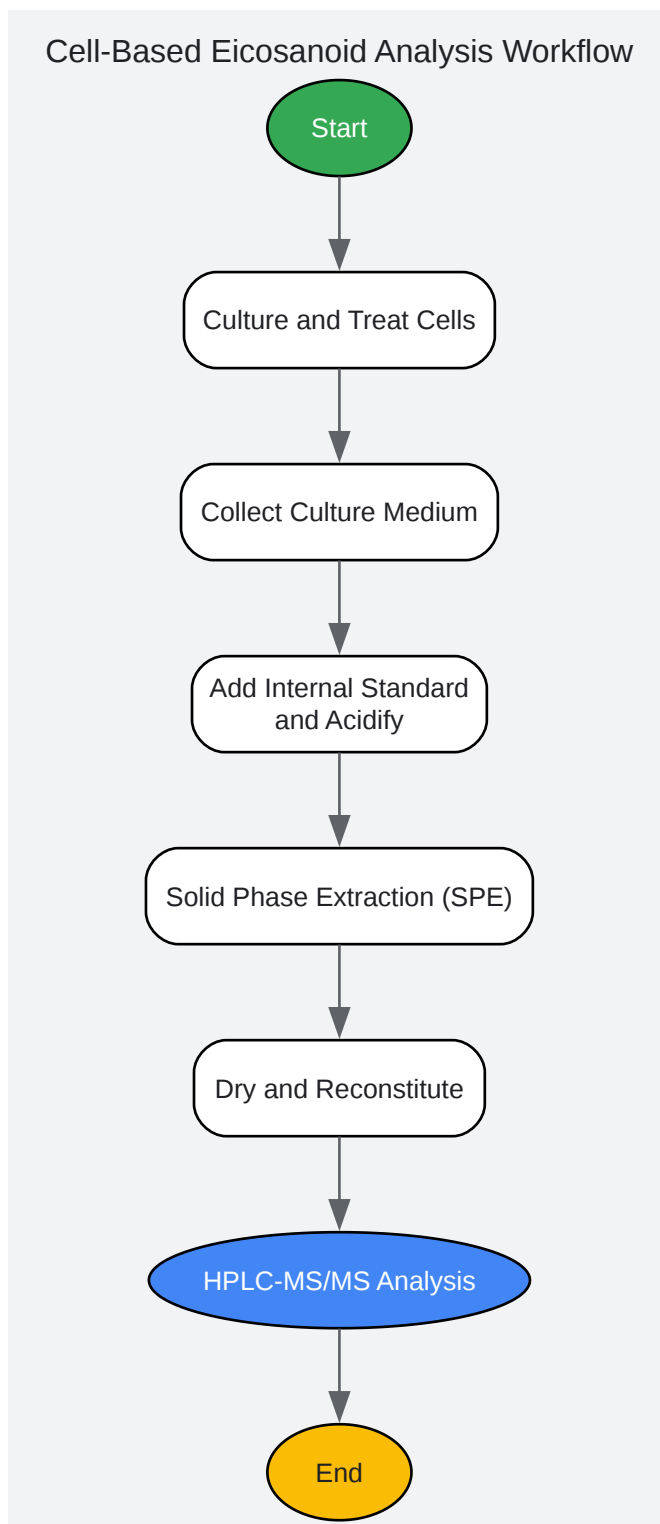 Cell-Based Eicosanoid Analysis Workflow
Start
Culture and Treat Cells
Collect Culture Medium
Add Internal Standard
and Acidify
Solid Phase Extraction (SPE)
Dry and Reconstitute
HPLC-MS/MS Analysis
End